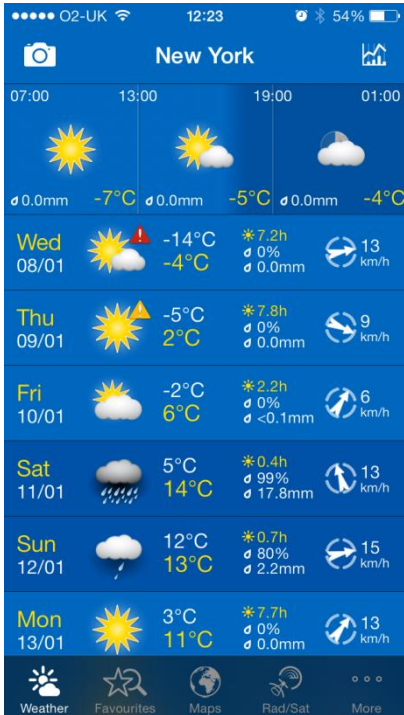 O2-UK 12:23 54%
New York
07:00 13:00 19:00 01:00
0.0mm -7°C 0.0mm -5°C 0.0mm -4°C
Wed
08/01
-14°C
-4°C
7.2h
0%
0.0mm
13
km/h
Thu
09/01
-5°C
2°C
7.8h
0%
0.0mm
9
km/h
Fri
10/01
-2°C
6°C
2.2h
0%
<0.1mm
6
km/h
Sat
11/01
5°C
14°C
0.4h
99%
17.8mm
13
km/h
Sun
12/01
12°C
13°C
0.7h
80%
2.2mm
15
km/h
Mon
13/01
3°C
11°C
7.7h
0%
0.0mm
13
km/h
Weather Favourites Maps Rad/Sat More